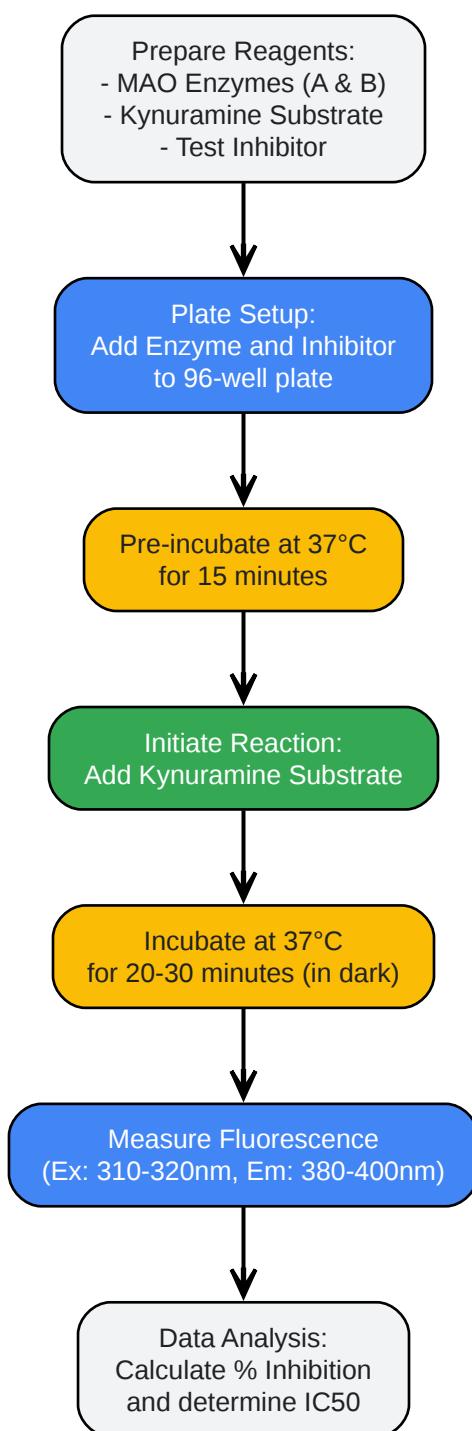 Prepare Reagents:
- MAO Enzymes (A & B)
- Kynuramine Substrate
- Test Inhibitor
Plate Setup:
Add Enzyme and Inhibitor
to 96-well plate
Pre-incubate at 37°C
for 15 minutes
Initiate Reaction:
Add Kynuramine Substrate
Incubate at 37°C
for 20-30 minutes (in dark)
Measure Fluorescence
(Ex: 310-320nm, Em: 380-400nm)
Data Analysis:
Calculate % Inhibition
and determine IC50